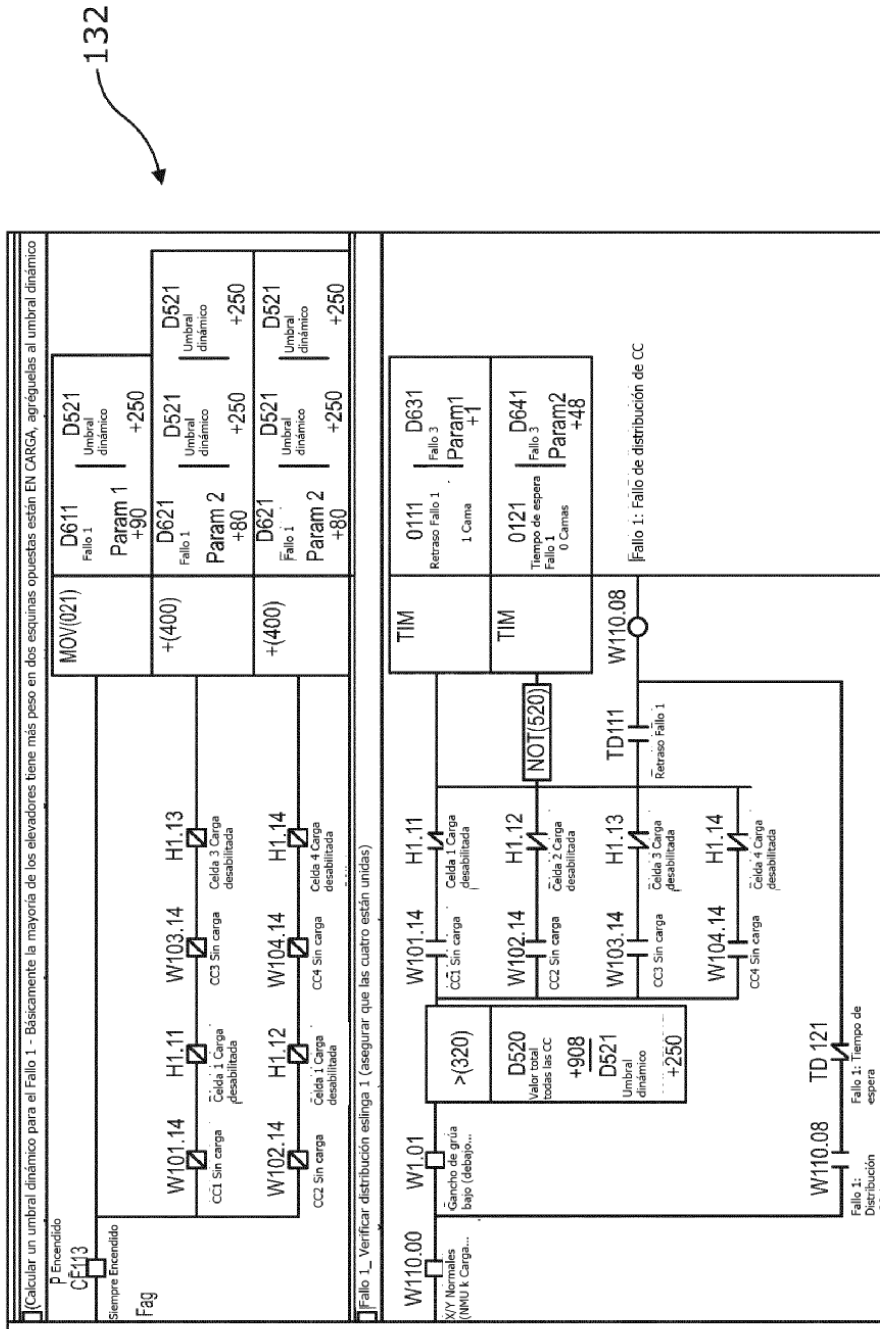 132
(Calcular un umbral dinámico para el Fallo 1 - Básicamente la mayoría de los elevadores tiene más peso en dos esquinas opuestas están EN CARGA, agréguelas al umbral dinámico
P Encendido
CF113
Siempre Encendido
Fag
MOV(021)
D611
Fallo 1
Param 1
+90
D521
Umbral
dinámico
+250
W101.14
CC1 Sin carga
H1.11
Celda 1 Carga
desabilitada
W103.14
CC3 Sin carga
H1.13
Celda 3 Carga
desabilitada
+(400)
D621
Fallo 1
Param 2
+80
D521
Umbral
dinámico
+250
D521
Umbral
dinámico
+250
W102.14
CC2 Sin carga
H1.12
Celda 1 Carga
desabilitada
W104.14
CC4 Sin carga
H1.14
Celda 4 Carga
desabilitada
+(400)
D621
Fallo 1
Param 2
+80
D521
Umbral
dinámico
+250
D521
Umbral
dinámico
+250
Fallo 1_ Verificar distribución eslinga 1 (asegurar que las cuatro están unidas)
W110.00
X/Y Normales
(NMU k Carga...
W1.01
Gancho de grúa
bajo (debajo...
>(320)
D520
Valor total
todas las CC
+908
D521
Umbral
dinámico
+250
W101.14
CC1 Sin carga
H1.11
Celda 1 Carga
desabilitada
TIM
0111
Retraso Fallo 1
1 Cama
D631
Fallo 3
Param1
+1
W102.14
CC2 Sin carga
H1.12
Celda 2 Carga
desabilitada
NOT(520)
TIM
0121
Tiempo de espera
Fallo 1
0 Camas
D641
Fallo 3
Param2
+48
W103.14
CC3 Sin carga
H1.13
Celda 3 Carga
desabilitada
TD111
Retraso Fallo 1
W110.08
Fallo 1: Fallo de distribución de CC
W104.14
CC4 Sin carga
H1.14
Celda 4 Carga
desabilitada
W110.08
Fallo 1:
Distribución
TD 121
Fallo 1: Tiempo de
espera